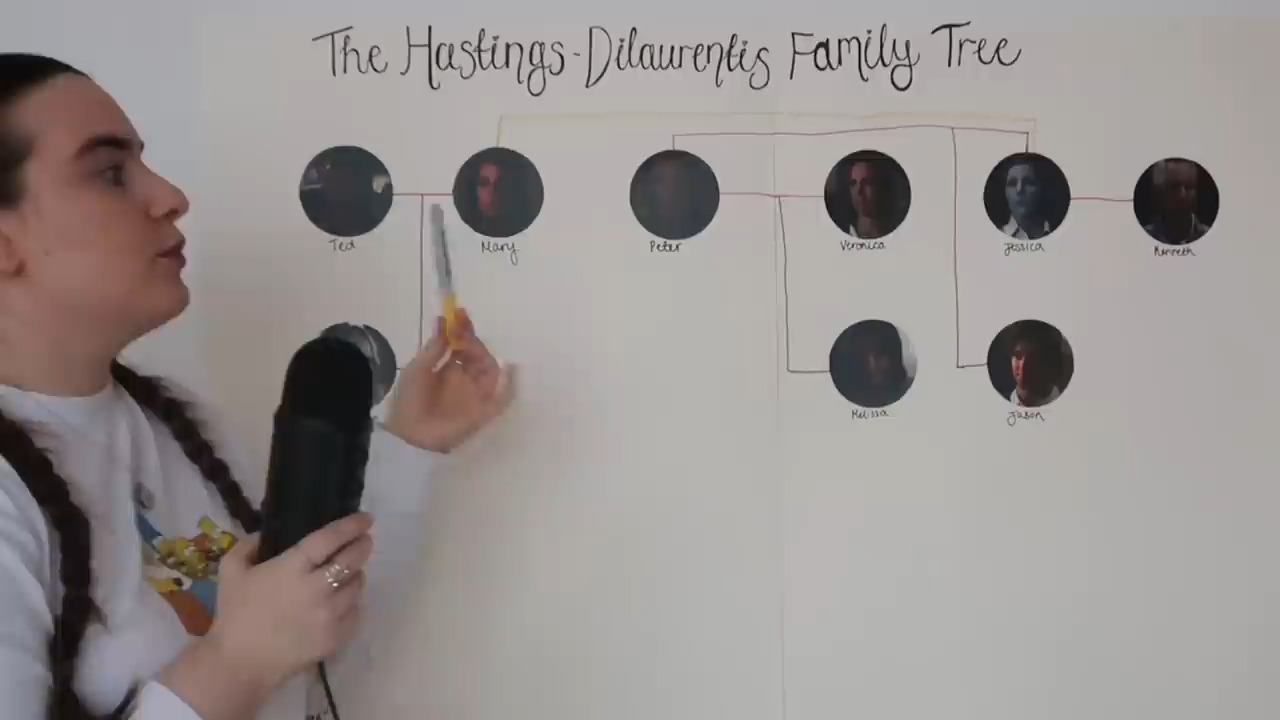 The Hastings-Dilaurentis Family Tree
Ted Mary Peter Veronica Jessica Kenneth
Melissa Jason